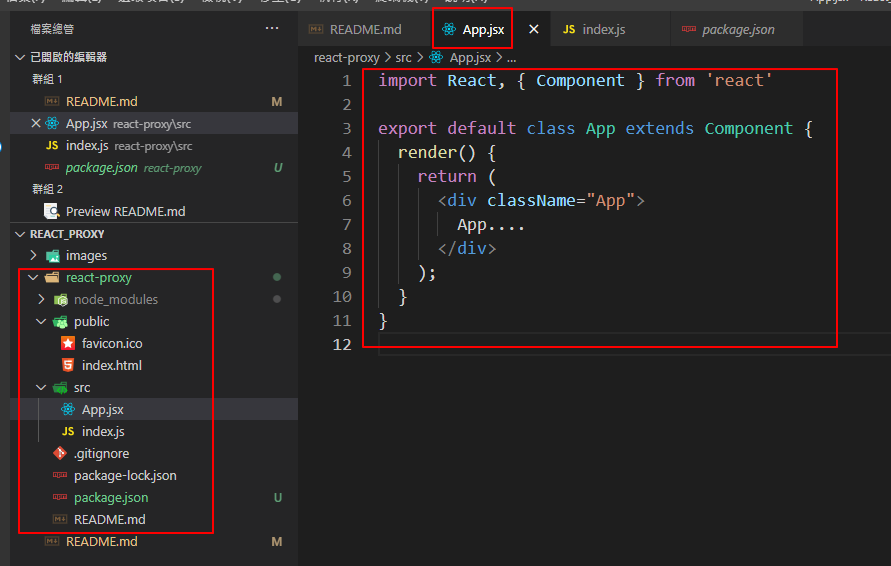 檔案總管
已開啟的編輯器
群組 1
README.md M
App.jsx react-proxy\src
JS index.js react-proxy\src
package.json react-proxy U
群組 2
Preview README.md
REACT_PROXY
images
react-proxy
node_modules
public
favicon.ico
index.html
src
App.jsx
JS index.js
.gitignore
package-lock.json
package.json U
README.md
README.md M
README.md App.jsx JS index.js package.json
react-proxy > src > App.jsx > ...
1 import React, { Component } from 'react'
2
3 export default class App extends Component {
4 render() {
5 return (
6 <div className="App">
7 App....
8 </div>
9 );
10 }
11 }
12